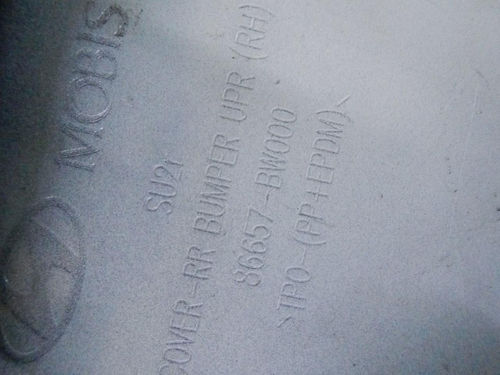 MOBIS
SU2i
COVER-RR BUMPER UPR (RH)
86657-BW000
>TPO-(PP+EPDM)<